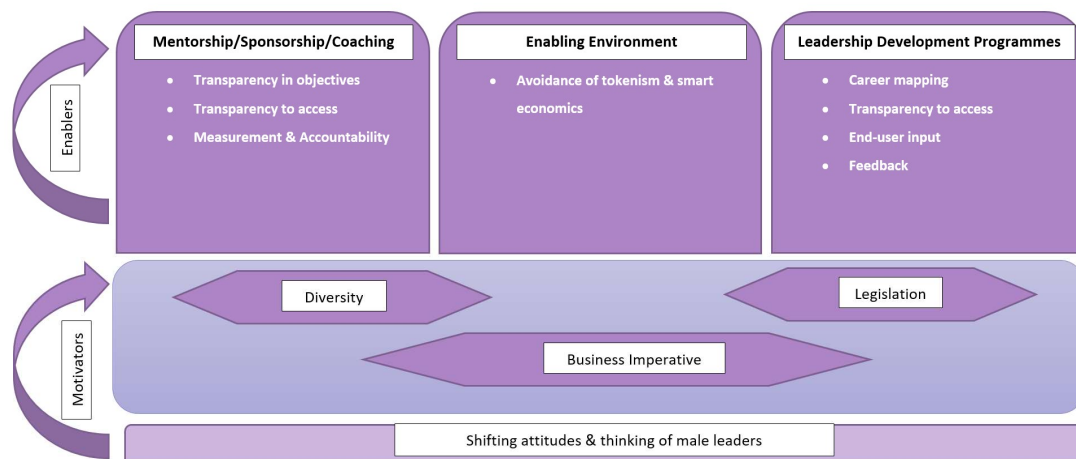 Enablers
Mentorship/Sponsorship/Coaching
• Transparency in objectives
• Transparency to access
• Measurement & Accountability
Enabling Environment
• Avoidance of tokenism & smart
economics
Leadership Development Programmes
• Career mapping
• Transparency to access
• End-user input
• Feedback
Motivators
Diversity
Legislation
Business Imperative
Shifting attitudes & thinking of male leaders